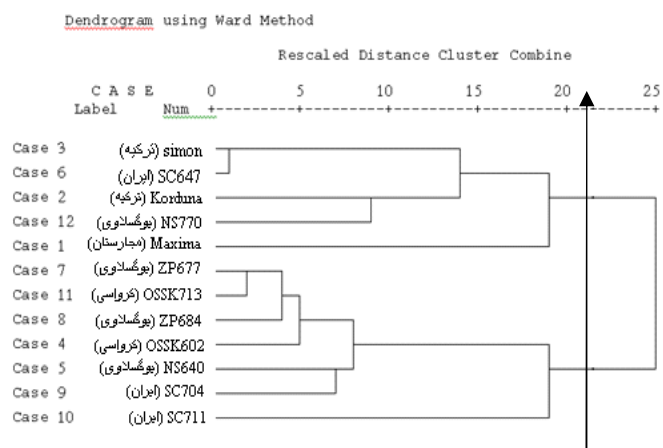 Dendrogram using Ward Method
Rescaled Distance Cluster Combine
C A S E 0 5 10 15 20 25
Label Num +---------+---------+---------+---------+---------+
Case 3 (ترکیه) simon
Case 6 (ایران) SC647
Case 2 (ترکیه) Korduna
Case 12 (یوگسلاوی) NS770
Case 1 (مجارستان) Maxima
Case 7 (یوگسلاوی) ZP677
Case 11 (کرواسی) OSSK713
Case 8 (یوگسلاوی) ZP684
Case 4 (کرواسی) OSSK602
Case 5 (یوگسلاوی) NS640
Case 9 (ایران) SC704
Case 10 (ایران) SC711